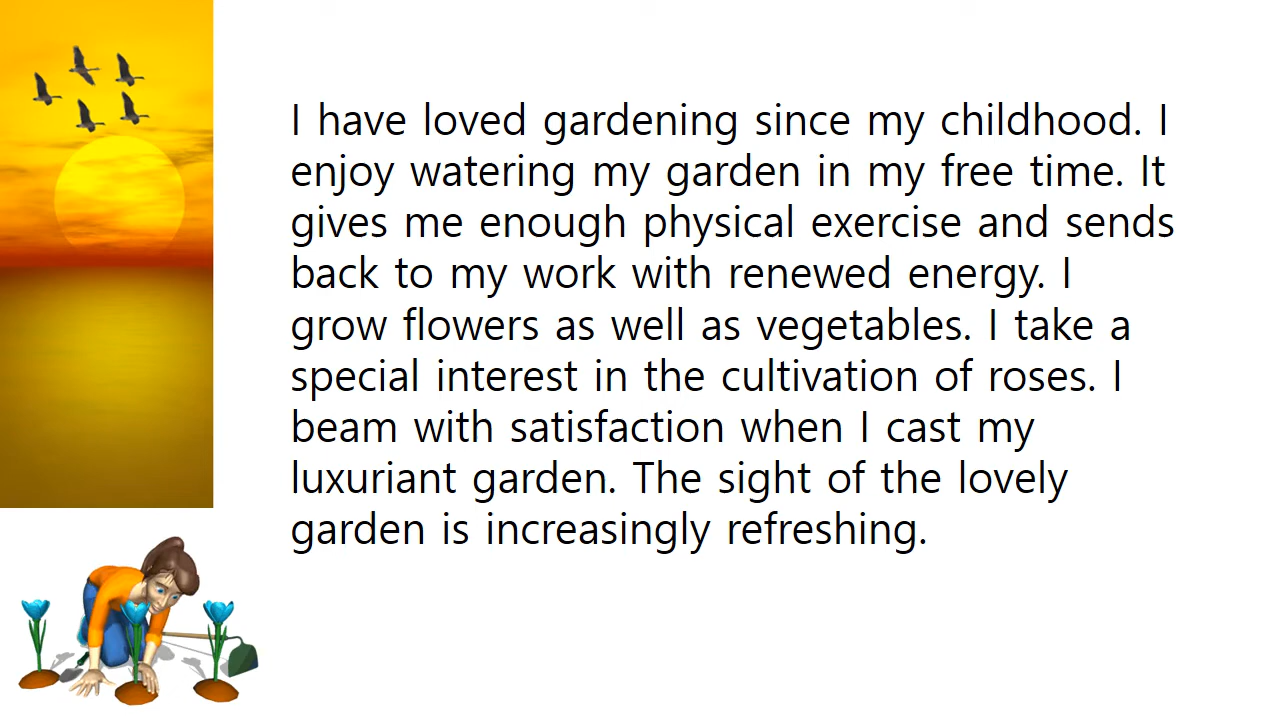 I have loved gardening since my childhood. I
enjoy watering my garden in my free time. It
gives me enough physical exercise and sends
back to my work with renewed energy. I
grow flowers as well as vegetables. I take a
special interest in the cultivation of roses. I
beam with satisfaction when I cast my
luxuriant garden. The sight of the lovely
garden is increasingly refreshing.